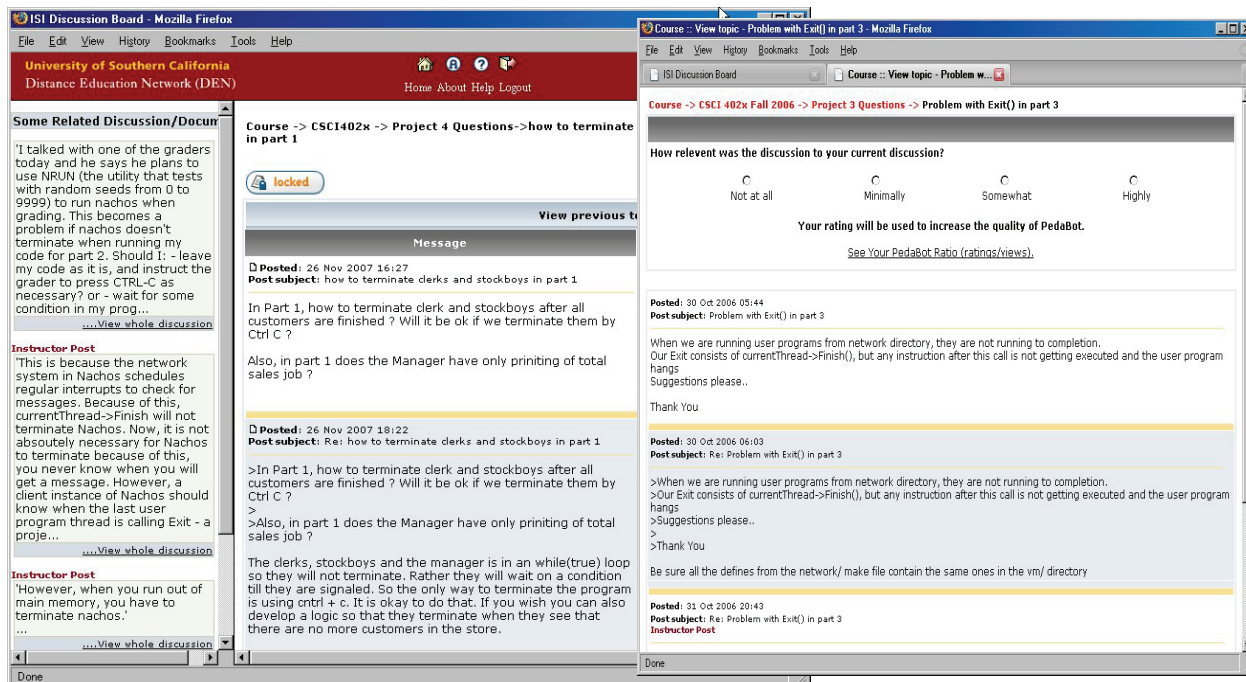 ISI Discussion Board - Mozilla Firefox
File Edit View History Bookmarks Tools Help
University of Southern California
Distance Education Network (DEN)
Home About Help Logout
Some Related Discussion/Docum
'I talked with one of the graders
today and he says he plans to
use NRUN (the utility that tests
with random seeds from 0 to
9999) to run nachos when
grading. This becomes a
problem if nachos doesn't
terminate when running my
code for part 2. Should I: - leave
my code as it is, and instruct the
grader to press CTRL-C as
necessary? or - wait for some
condition in my prog...
....View whole discussion
Instructor Post
'This is because the network
system in Nachos schedules
regular interrupts to check for
messages. Because of this,
currentThread->Finish will not
terminate Nachos. Now, it is not
absoutely necessary for Nachos
to terminate because of this,
you never know when you will
get a message. However, a
client instance of Nachos should
know when the last user
program thread is calling Exit - a
proje...
....View whole discussion
Instructor Post
'However, when you run out of
main memory, you have to
terminate nachos.'
...
....View whole discussion
Course -> CSCI402x -> Project 4 Questions->how to terminate
in part 1
locked
View previous t
Message
Posted: 26 Nov 2007 16:27
Post subject: how to terminate clerks and stockboys in part 1
In Part 1, how to terminate clerk and stockboys after all
customers are finished ? Will it be ok if we terminate them by
Ctrl C ?
Also, in part 1 does the Manager have only priniting of total
sales job ?
Posted: 26 Nov 2007 18:22
Post subject: Re: how to terminate clerks and stockboys in part 1
>In Part 1, how to terminate clerk and stockboys after all
customers are finished ? Will it be ok if we terminate them by
Ctrl C ?
>
>Also, in part 1 does the Manager have only priniting of total
sales job ?
The clerks, stockboys and the manager is in an while(true) loop
so they will not terminate. Rather they will wait on a condition
till they are signaled. So the only way to terminate the program
is using cntrl + c. It is okay to do that. If you wish you can also
develop a logic so that they terminate when they see that
there are no more customers in the store.
Done
Course :: View topic - Problem with Exit() in part 3 - Mozilla Firefox
File Edit View History Bookmarks Tools Help
ISI Discussion Board
Course :: View topic - Problem w...
Course -> CSCI 402x Fall 2006 -> Project 3 Questions -> Problem with Exit() in part 3
How relevent was the discussion to your current discussion?
Not at all Minimally Somewhat Highly
Your rating will be used to increase the quality of PedaBot.
See Your PedaBot Ratio (ratings/views).
Posted: 30 Oct 2006 05:44
Post subject: Problem with Exit() in part 3
When we are running user programs from network directory, they are not running to completion.
Our Exit consists of currentThread->Finish(), but any instruction after this call is not getting executed and the user program
hangs
Suggestions please..
Thank You
Posted: 30 Oct 2006 06:03
Post subject: Re: Problem with Exit() in part 3
>When we are running user programs from network directory, they are not running to completion.
>Our Exit consists of currentThread->Finish(), but any instruction after this call is not getting executed and the user program
hangs
>Suggestions please..
>
>Thank You
Be sure all the defines from the network/ make file contain the same ones in the vm/ directory
Posted: 31 Oct 2006 20:43
Post subject: Re: Problem with Exit() in part 3
Instructor Post
Done